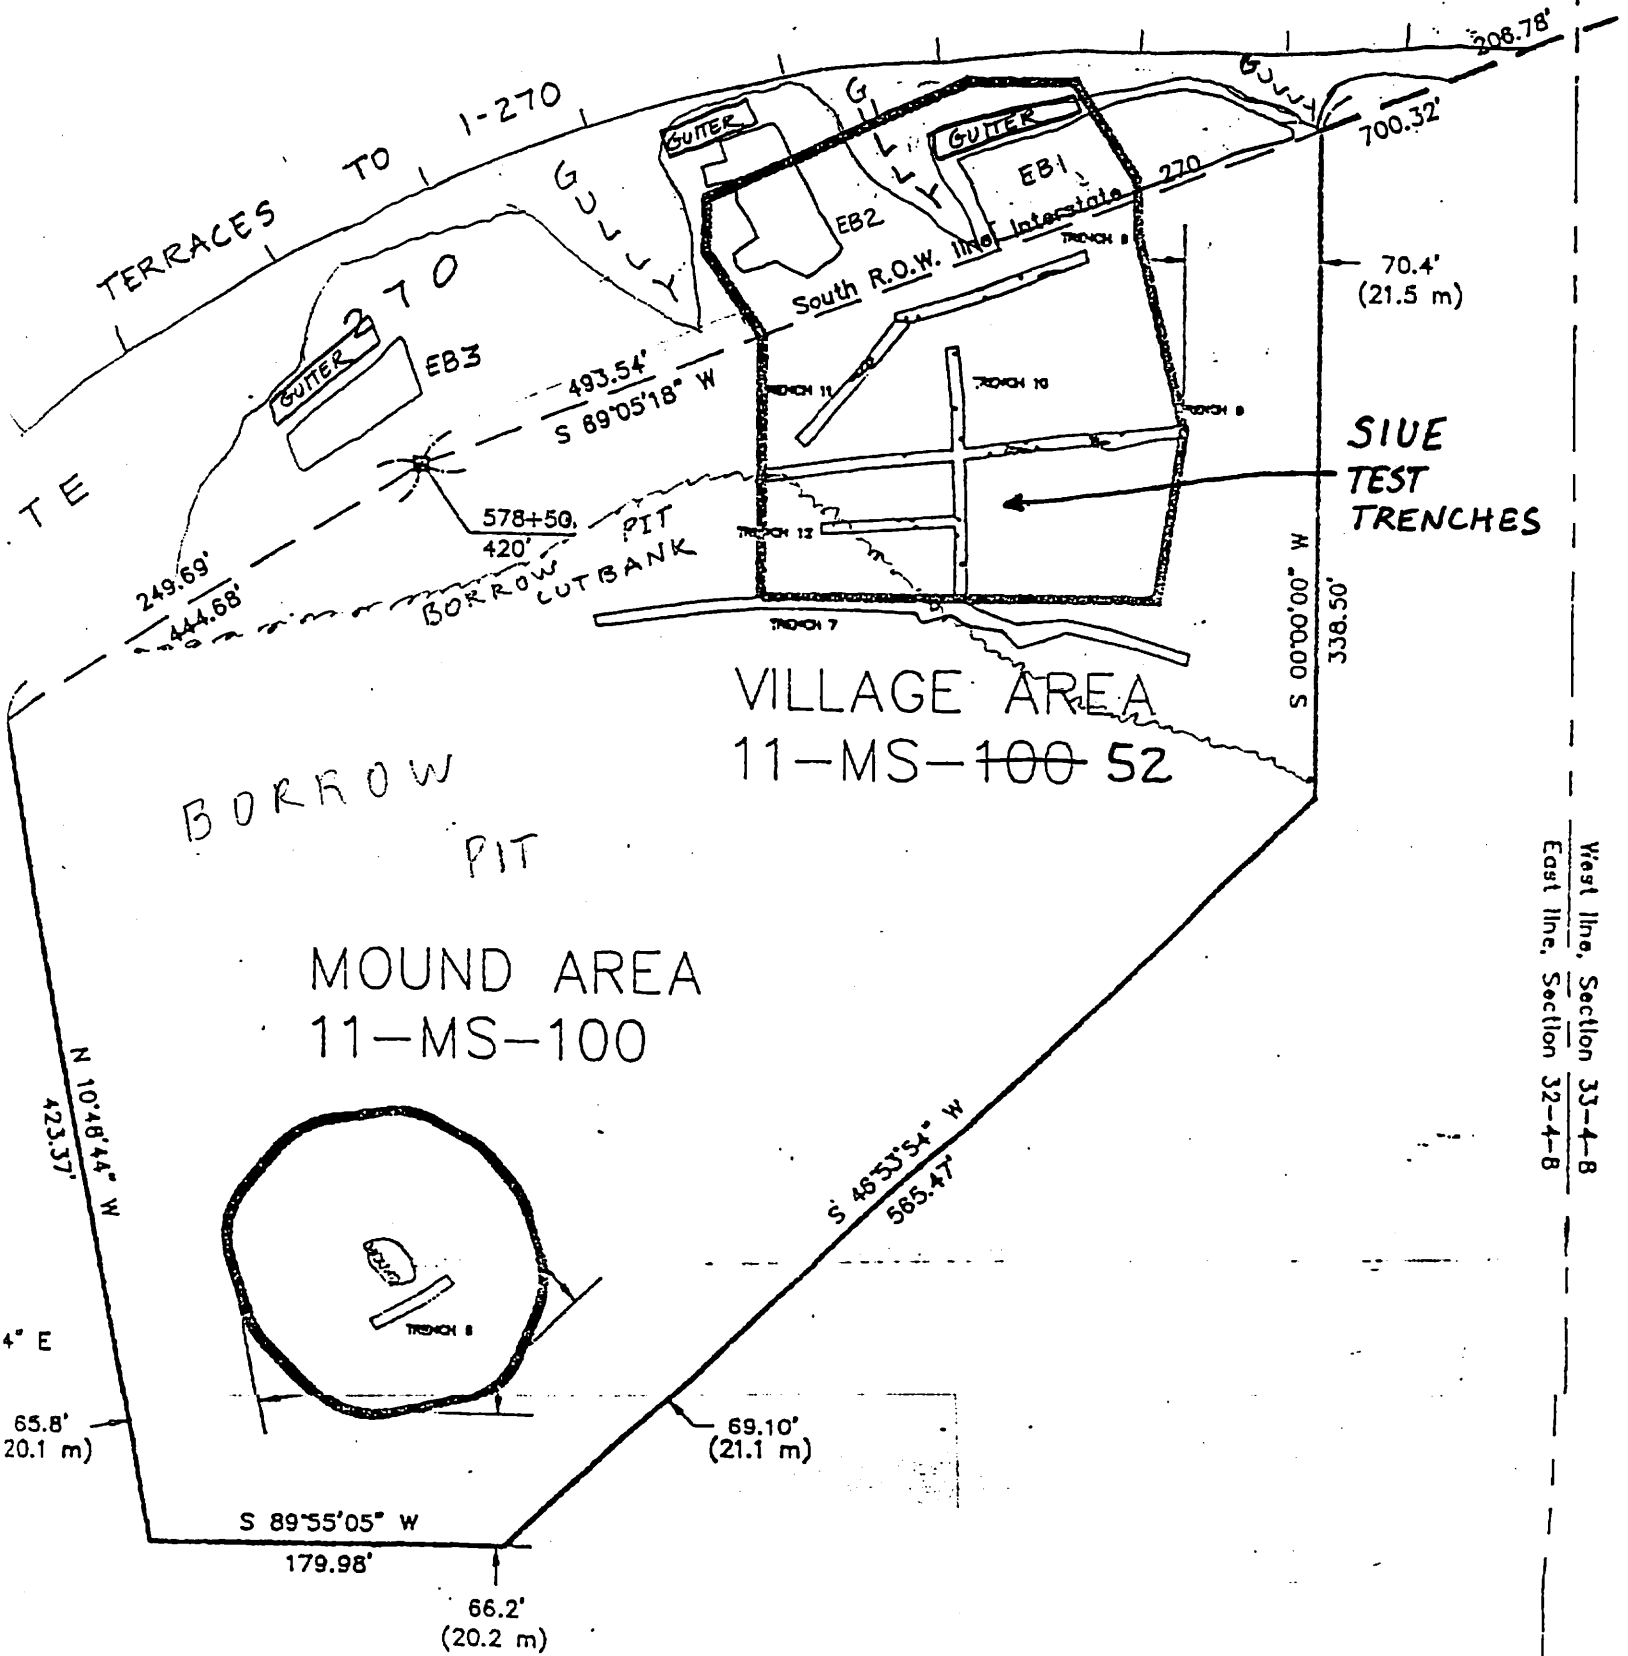 208.78'
GULLY
700.32'
TERRACES TO I-270
GUTTER
GULLY
GUTTER
EB1
270
GULLY
EB2
South R.O.W. line Interstate
TRENCH 8
70.4'
(21.5 m)
270
GUTTER
EB3
493.54'
S 69°05'18" W
TRENCH 11
TRENCH 10
TRENCH 9
SIUE
TEST
TRENCHES
TE
578+50
420'
PIT
BORROW
CUTBANK
TRENCH 12
249.69'
444.68'
TRENCH 7
S 00°00'00" W
338.50'
VILLAGE AREA
11-MS-100 52
BORROW
PIT
West line, Section 33-4-8
East line, Section 32-4-8
MOUND AREA
11-MS-100
N 10°48'44" W
423.37'
S 46°53'54" W
565.47'
TRENCH 8
4" E
65.8'
20.1 m)
69.10'
(21.1 m)
S 89°55'05" W
179.98'
66.2'
(20.2 m)